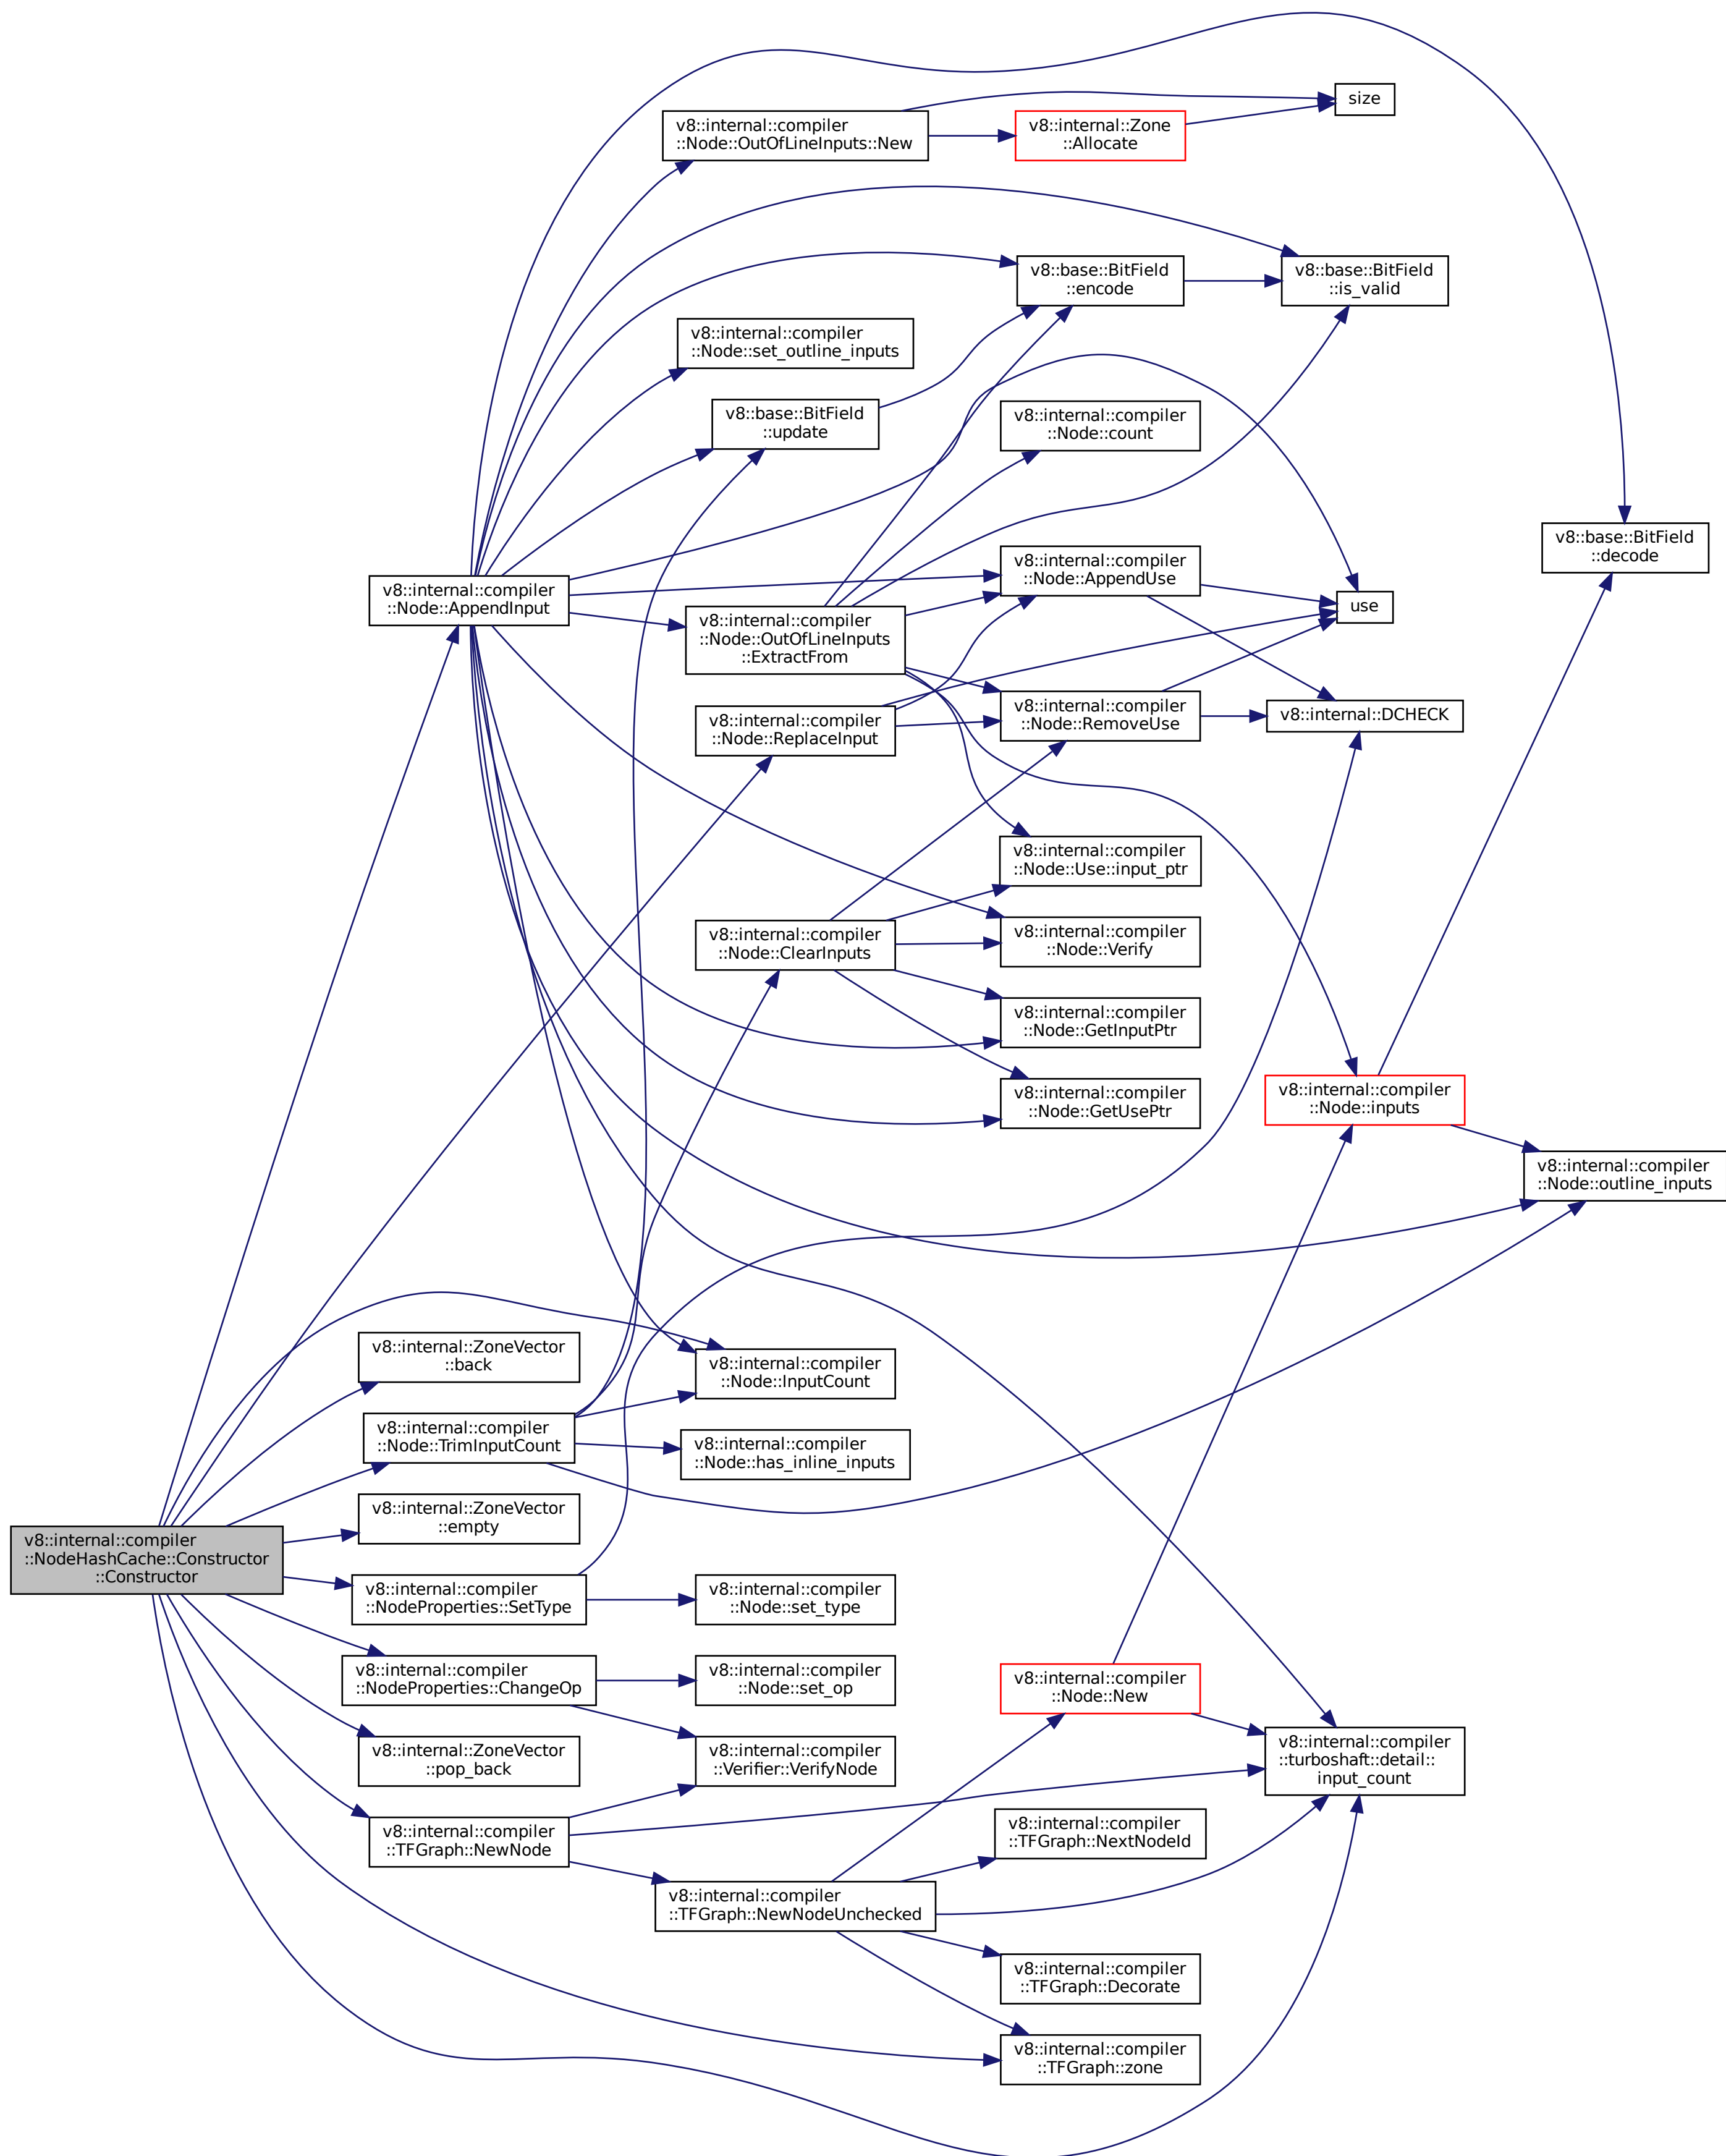 size
v8::internal::compiler
::Node::OutOfLineInputs::New
v8::internal::Zone
::Allocate
v8::base::BitField
::encode
v8::base::BitField
::is_valid
v8::internal::compiler
::Node::set_outline_inputs
v8::base::BitField
::update
v8::internal::compiler
::Node::count
v8::base::BitField
::decode
v8::internal::compiler
::Node::AppendInput
v8::internal::compiler
::Node::AppendUse
use
v8::internal::compiler
::Node::OutOfLineInputs
::ExtractFrom
v8::internal::compiler
::Node::ReplaceInput
v8::internal::compiler
::Node::RemoveUse
v8::internal::DCHECK
v8::internal::compiler
::Node::Use::input_ptr
v8::internal::compiler
::Node::ClearInputs
v8::internal::compiler
::Node::Verify
v8::internal::compiler
::Node::GetInputPtr
v8::internal::compiler
::Node::GetUsePtr
v8::internal::compiler
::Node::inputs
v8::internal::compiler
::Node::outline_inputs
v8::internal::ZoneVector
::back
v8::internal::compiler
::Node::InputCount
v8::internal::compiler
::Node::TrimInputCount
v8::internal::compiler
::Node::has_inline_inputs
v8::internal::ZoneVector
::empty
v8::internal::compiler
::NodeHashCache::Constructor
::Constructor
v8::internal::compiler
::NodeProperties::SetType
v8::internal::compiler
::Node::set_type
v8::internal::compiler
::NodeProperties::ChangeOp
v8::internal::compiler
::Node::set_op
v8::internal::compiler
::Node::New
v8::internal::ZoneVector
::pop_back
v8::internal::compiler
::Verifier::VerifyNode
v8::internal::compiler
::turboshaft::detail::
input_count
v8::internal::compiler
::TFGraph::NewNode
v8::internal::compiler
::TFGraph::NextNodeId
v8::internal::compiler
::TFGraph::NewNodeUnchecked
v8::internal::compiler
::TFGraph::Decorate
v8::internal::compiler
::TFGraph::zone